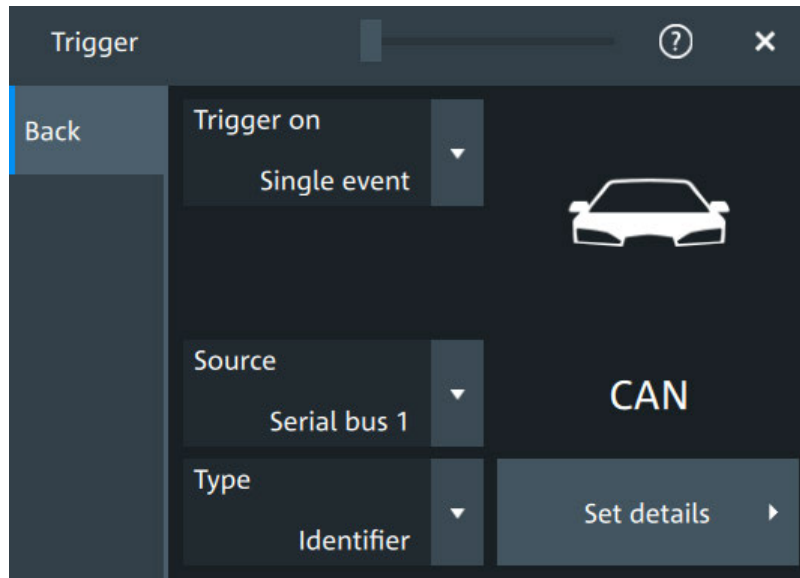 Trigger
?
×
Back
Trigger on
Single event
Source
Serial bus 1
CAN
Type
Identifier
Set details